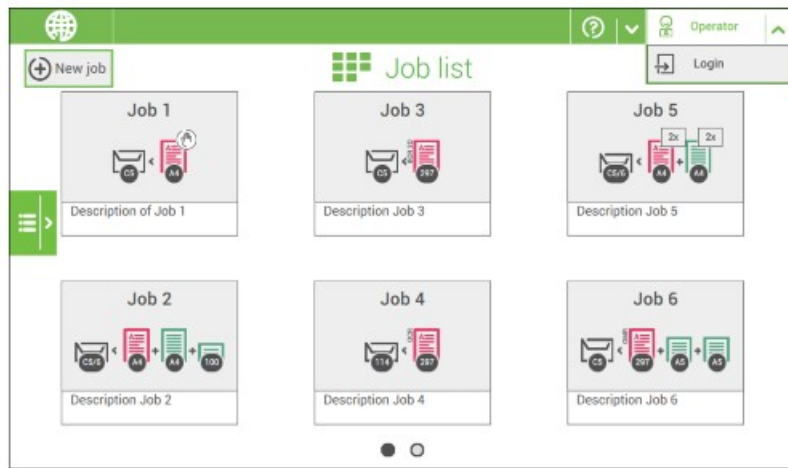 Operator
Login
New job
Job list
Job 1
C5
A4
Description of Job 1
Job 3
C5
297
Description Job 3
Job 5
2x
2x
C5/6
A4
A4
Description Job 5
Job 2
C5/6
A4
A4
100
Description Job 2
Job 4
114
OCR
297
Description Job 4
Job 6
C5
OMR
297
A5
A5
Description Job 6